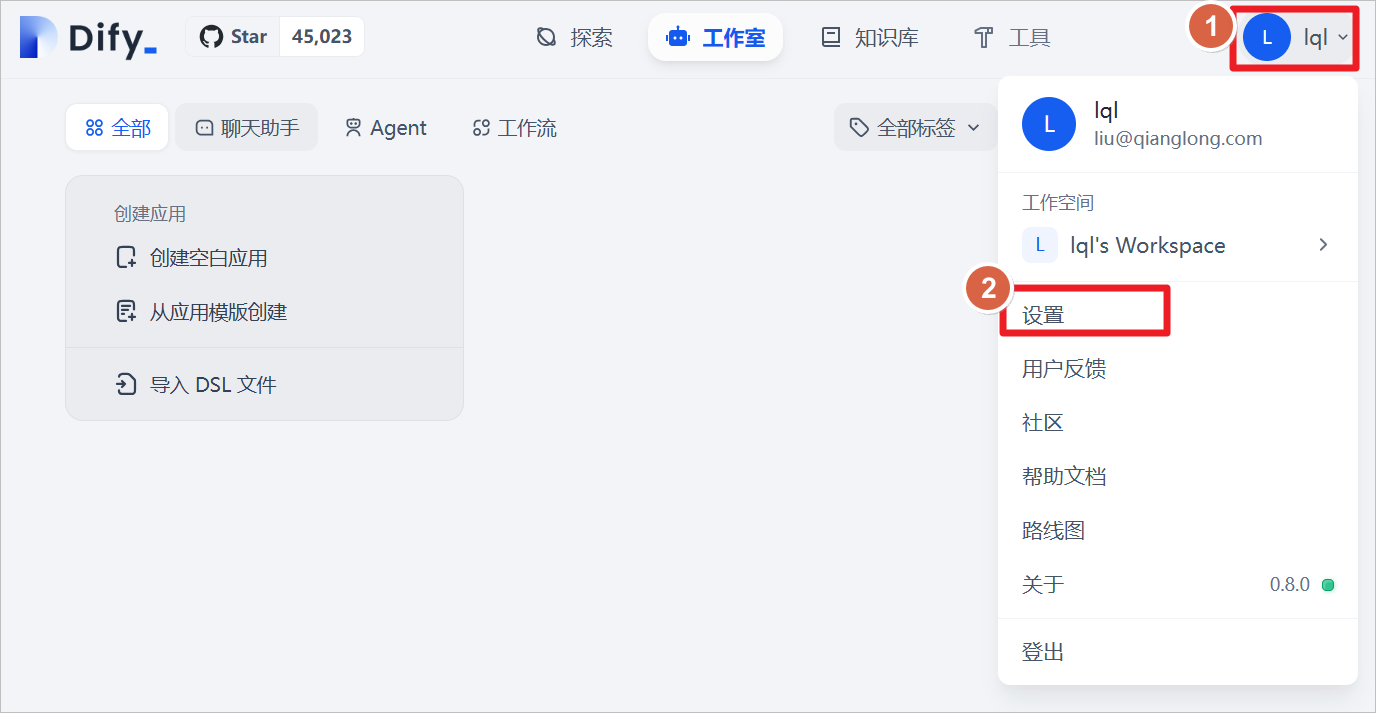 Dify_
Star 45,023
探索
工作室
知识库
工具
1
L lql
全部
聊天助手
Agent
工作流
全部标签
创建应用
创建空白应用
从应用模版创建
导入 DSL 文件
L lql
liu@qianglong.com
工作空间
L lql's Workspace
2
设置
用户反馈
社区
帮助文档
路线图
关于 0.8.0
登出